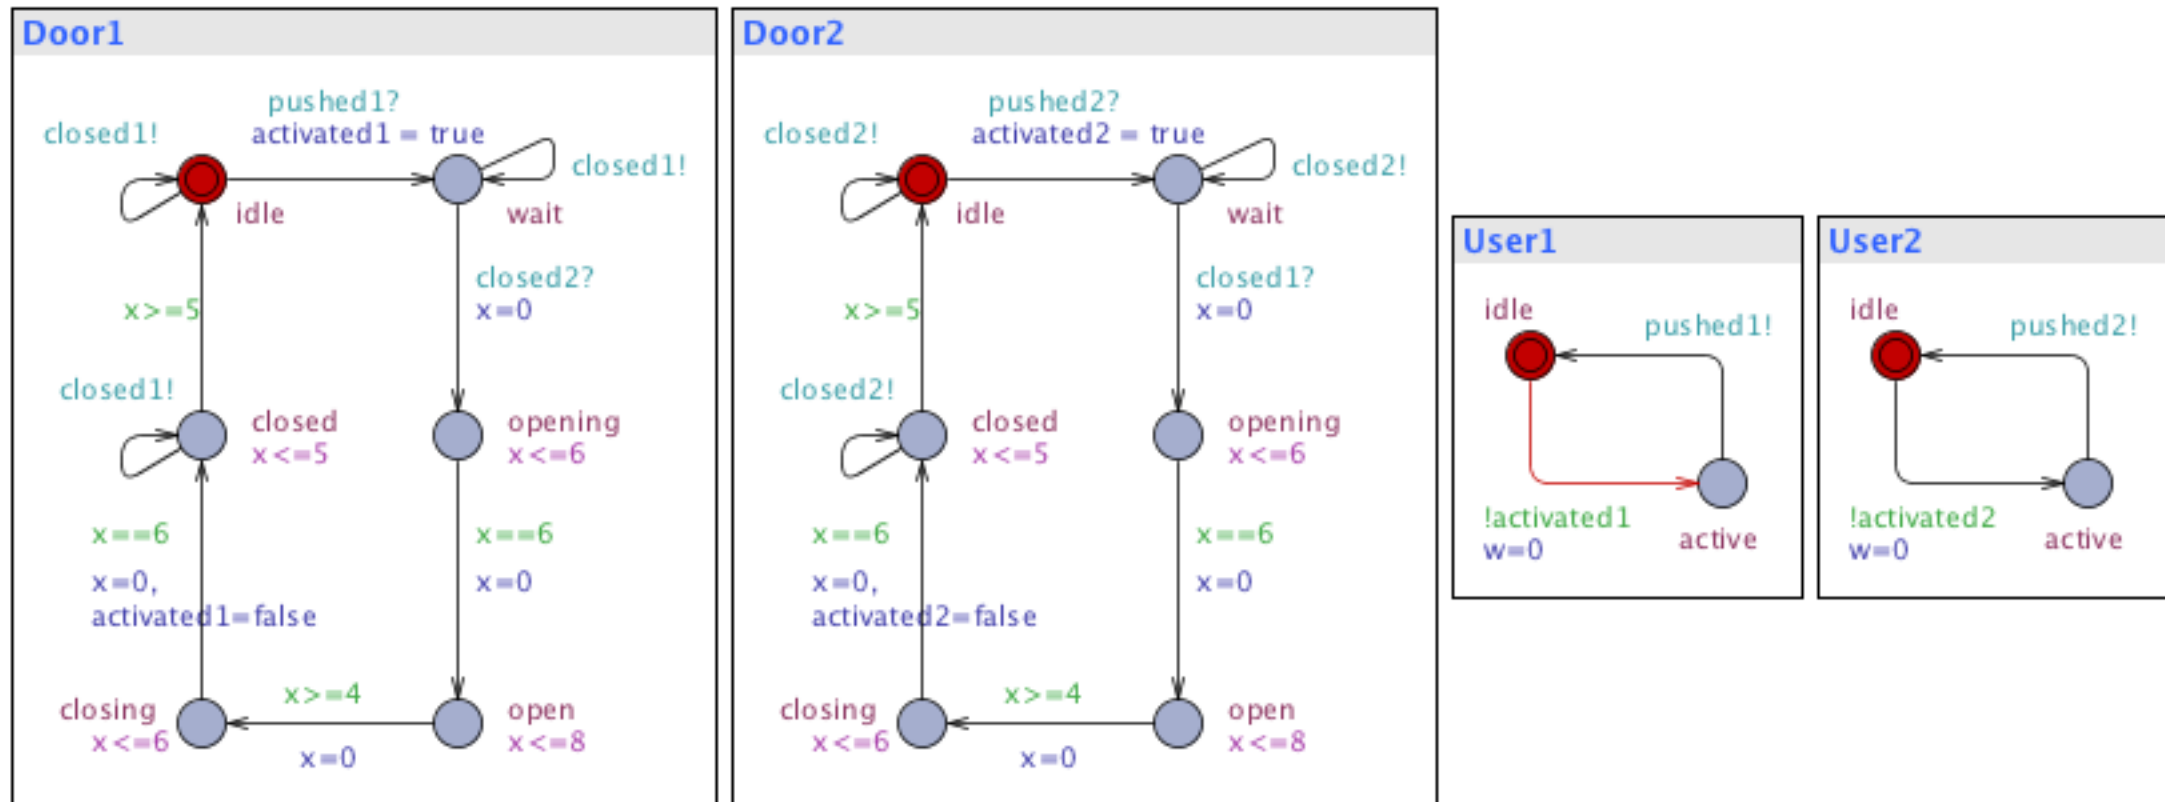 Door1
pushed1?
closed1!
activated1 = true
closed1!
idle
wait
closed2?
x>=5
x=0
closed1!
closed
opening
x<=5
x<=6
x==6
x==6
x=0,
x=0
activated1=false
x>=4
closing
open
x<=6
x<=8
x=0
Door2
pushed2?
closed2!
activated2 = true
closed2!
idle
wait
closed1?
x>=5
x=0
closed2!
closed
opening
x<=5
x<=6
x==6
x==6
x=0,
x=0
activated2=false
x>=4
closing
open
x<=6
x<=8
x=0
User1
idle
pushed1!
!activated1
w=0
active
User2
idle
pushed2!
!activated2
w=0
active